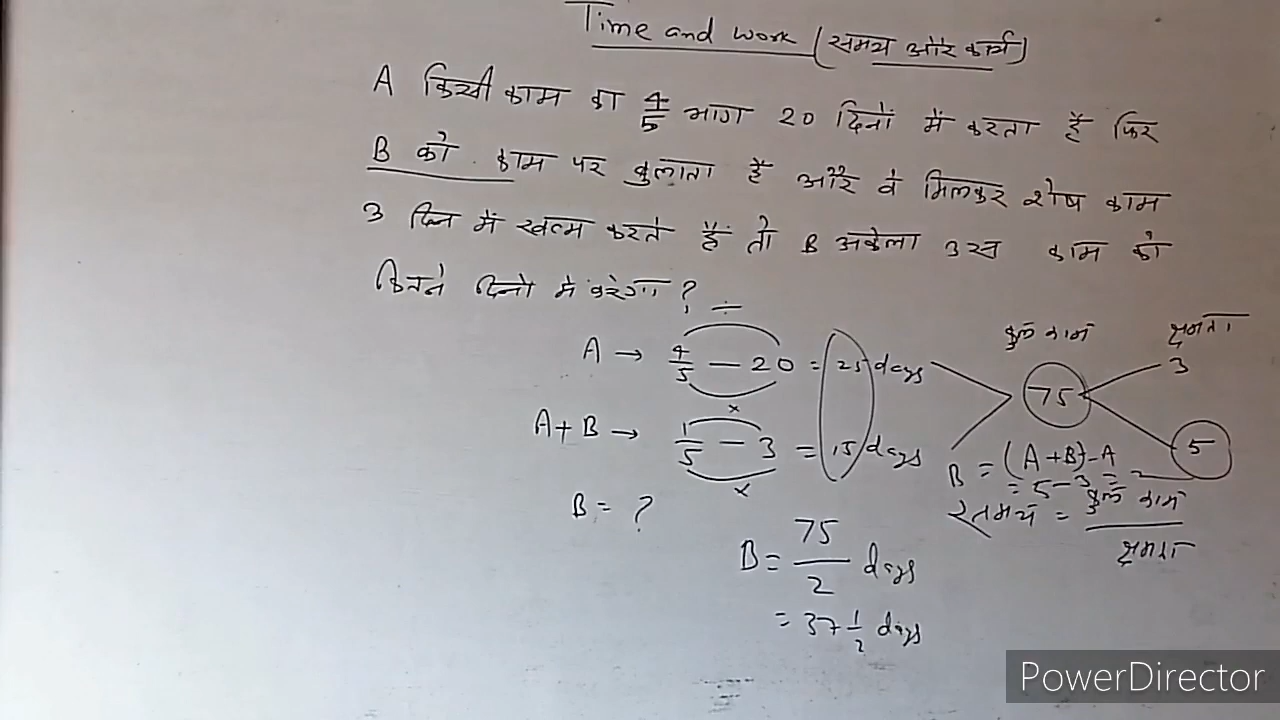 Time and work (समय और कार्य)
A किसी काम का 4/5 भाग 20 दिनों में करता है फिर
B को काम पर बुलाता है और वे मिलकर शेष काम
3 दिन में खत्म करते हैं तो B अकेला उस काम को
कितने दिनों में करेगा? ÷
कुल काम क्षमता
A → 4/5 — 20 = 25 days 75 3
×
A+B → 1/5 — 3 = 15 days 5
×
B = (A+B)-A
= 5-3 = 2
B = ?
समय = कुल काम / क्षमता
B = 75/2 days
= 37 1/2 days
PowerDirector